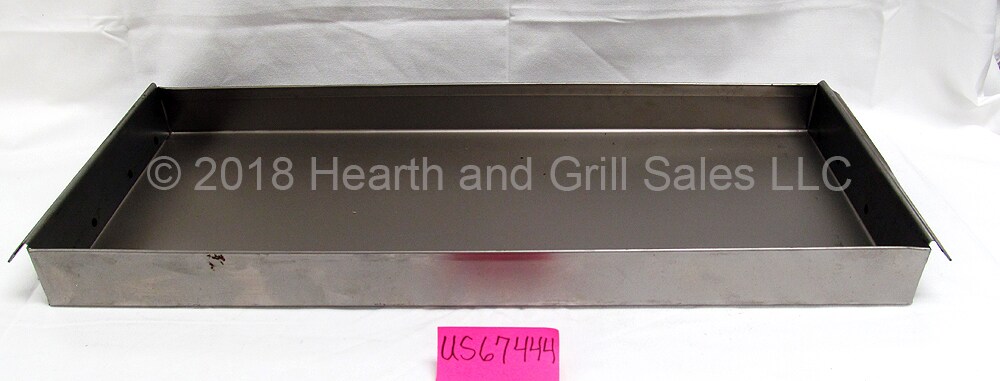 © 2018 Hearth and Grill Sales LLC
US67444